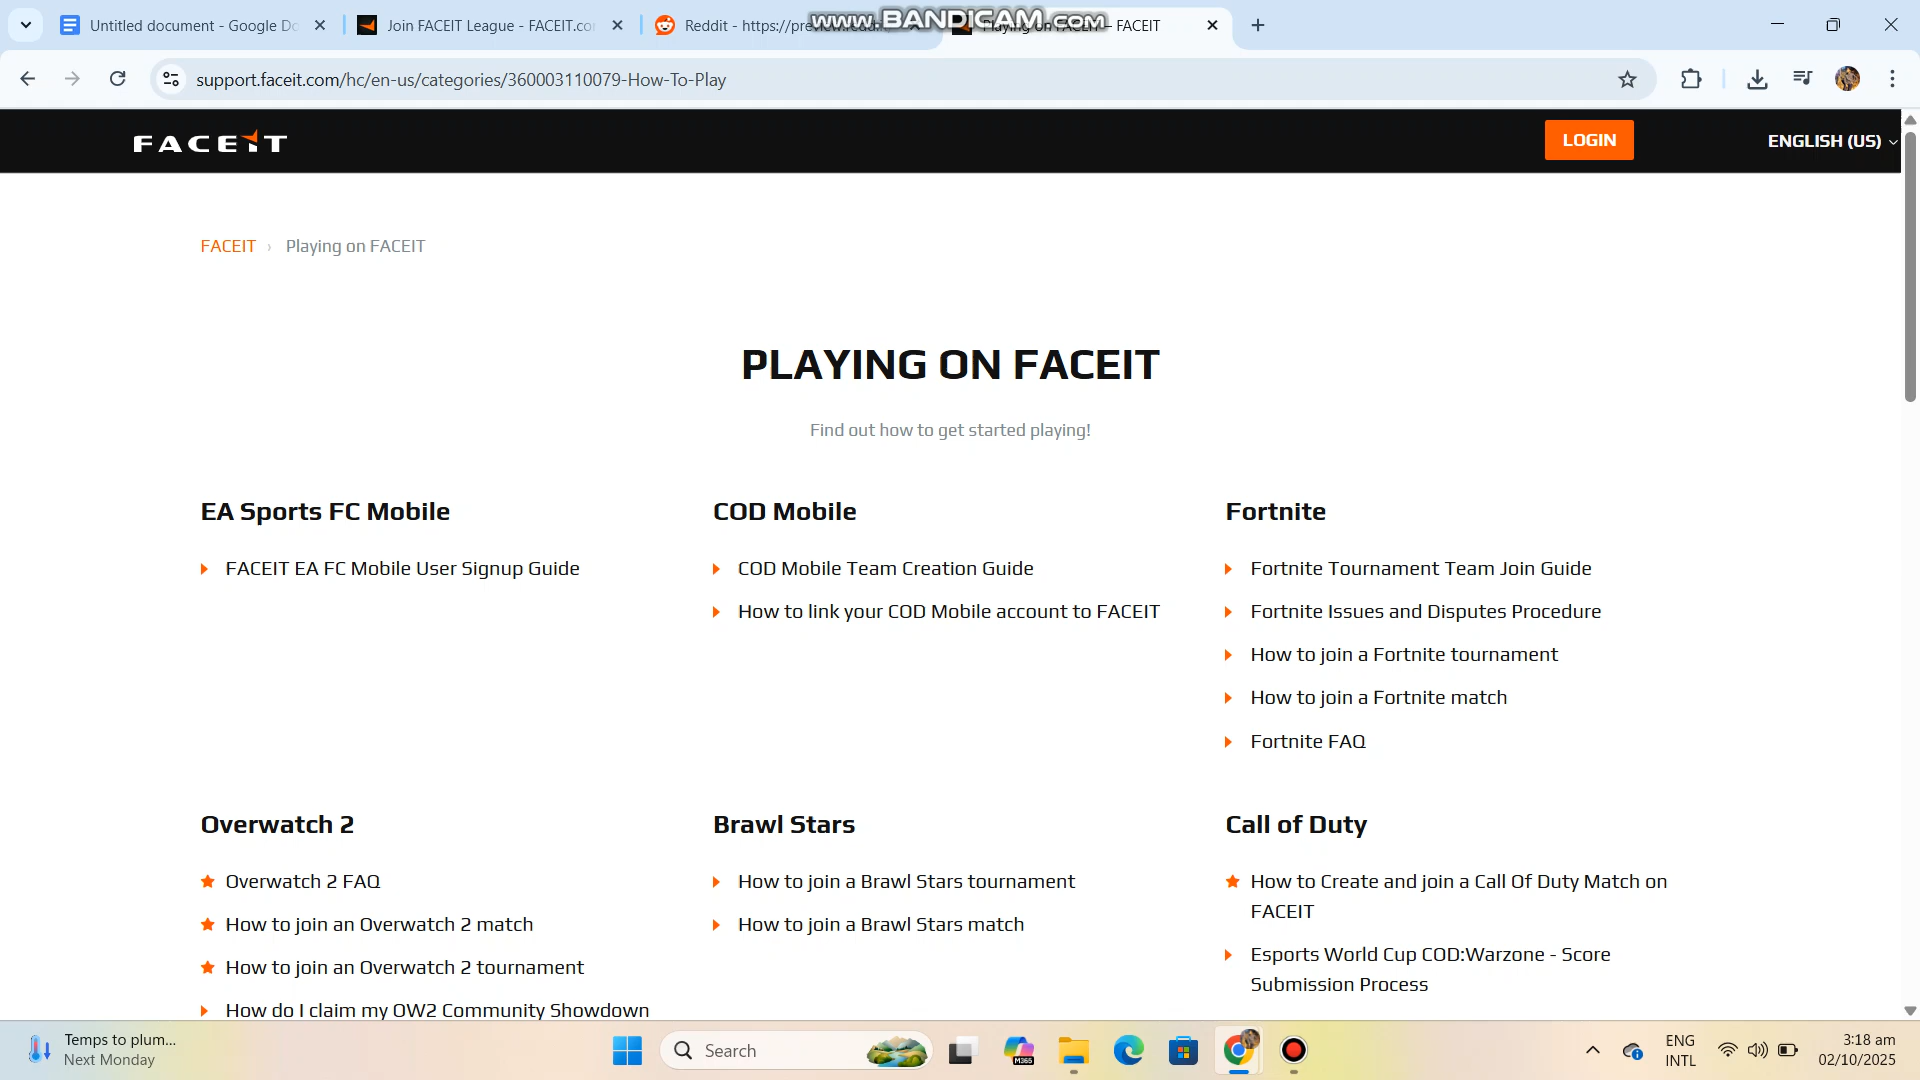 Untitled document - Google Do
Join FACEIT League - FACEIT.co
Reddit - https://preview.redd.
Playing on FACEIT – FACEIT
www.BANDICAM.com
support.faceit.com/hc/en-us/categories/360003110079-How-To-Play
FACEIT
LOGIN
ENGLISH (US)
FACEIT › Playing on FACEIT
PLAYING ON FACEIT
Find out how to get started playing!
EA Sports FC Mobile
FACEIT EA FC Mobile User Signup Guide
COD Mobile
COD Mobile Team Creation Guide
How to link your COD Mobile account to FACEIT
Fortnite
Fortnite Tournament Team Join Guide
Fortnite Issues and Disputes Procedure
How to join a Fortnite tournament
How to join a Fortnite match
Fortnite FAQ
Overwatch 2
Overwatch 2 FAQ
How to join an Overwatch 2 match
How to join an Overwatch 2 tournament
How do I claim my OW2 Community Showdown
Brawl Stars
How to join a Brawl Stars tournament
How to join a Brawl Stars match
Call of Duty
How to Create and join a Call Of Duty Match on
FACEIT
Esports World Cup COD:Warzone - Score
Submission Process
Temps to plum...
Next Monday
Search
M365
ENG
INTL
3:18 am
02/10/2025